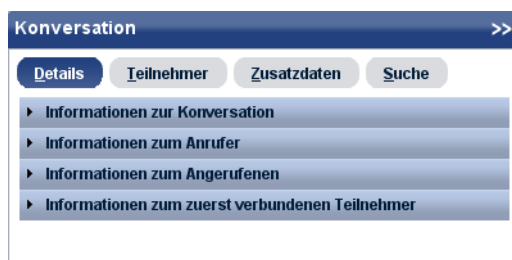 Konversation >>
Details Teilnehmer Zusatzdaten Suche
Informationen zur Konversation
Informationen zum Anrufer
Informationen zum Angerufenen
Informationen zum zuerst verbundenen Teilnehmer